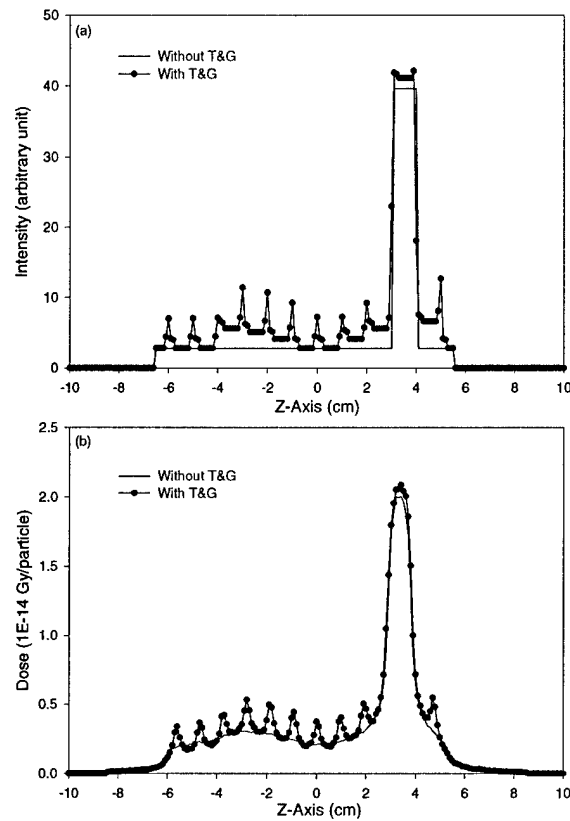 (a)
Without T&G
With T&G
Intensity (arbitrary unit)
50
40
30
20
10
0
-10 -8 -6 -4 -2 0 2 4 6 8 10
Z-Axis (cm)
(b)
Without T&G
With T&G
Dose (1E-14 Gy/particle)
2.5
2.0
1.5
1.0
0.5
0.0
-10 -8 -6 -4 -2 0 2 4 6 8 10
Z-Axis (cm)